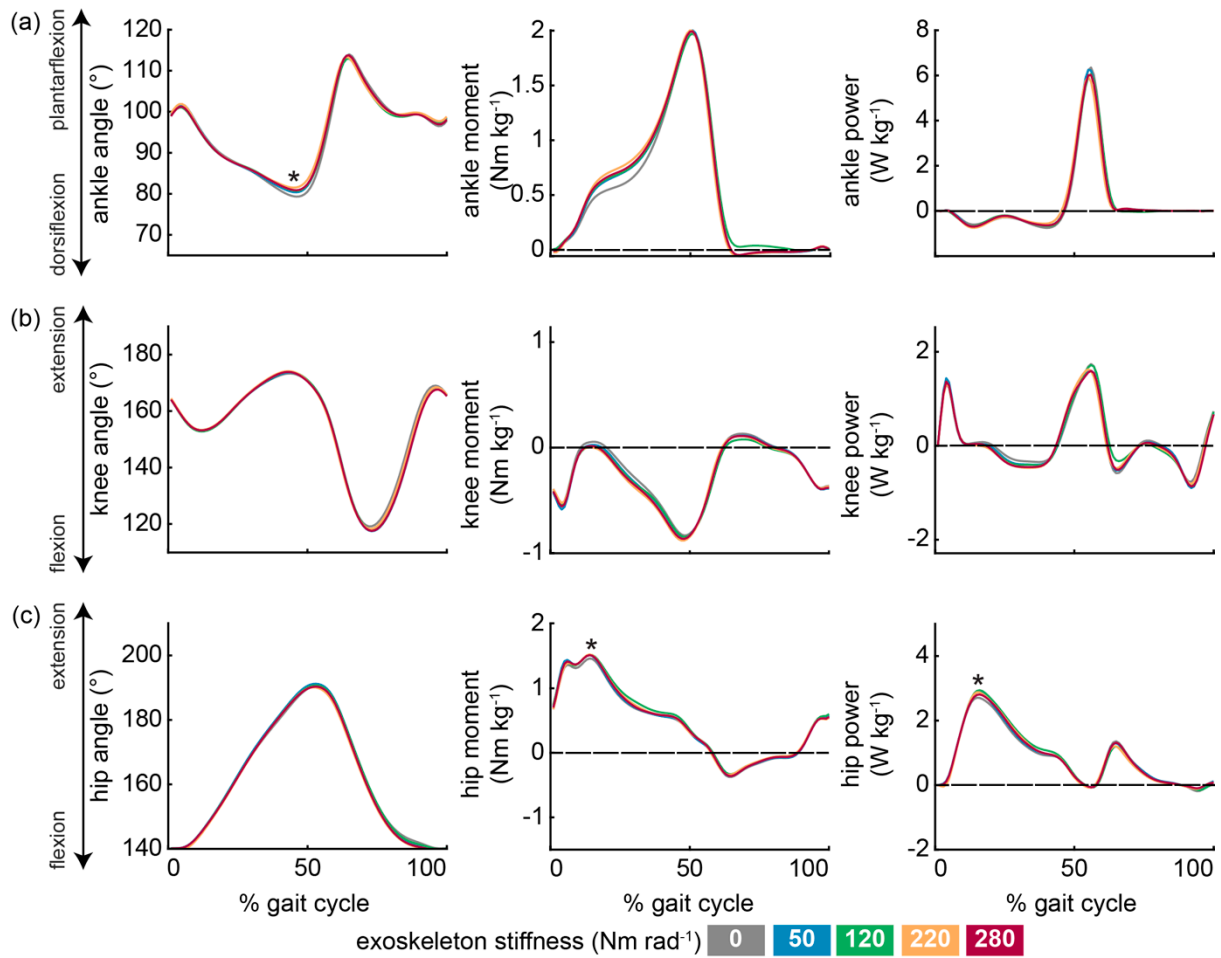 (a)
plantarflexion
dorsiflexion
ankle angle (°)
120
110
100
90
80
70
ankle moment
(Nm kg⁻¹)
2
1.5
1
0.5
0
ankle power
(W kg⁻¹)
8
6
4
2
0
*
(b)
extension
flexion
knee angle (°)
180
160
140
120
50
knee moment
(Nm kg⁻¹)
1
0
-1
50
knee power
(W kg⁻¹)
2
0
-2
50
(c)
extension
flexion
hip angle (°)
200
180
160
140
0 50 100
% gait cycle
hip moment
(Nm kg⁻¹)
2
1
0
-1
*
0 50 100
% gait cycle
hip power
(W kg⁻¹)
4
2
0
-2
*
0 50 100
% gait cycle
exoskeleton stiffness (Nm rad⁻¹) 0 50 120 220 280